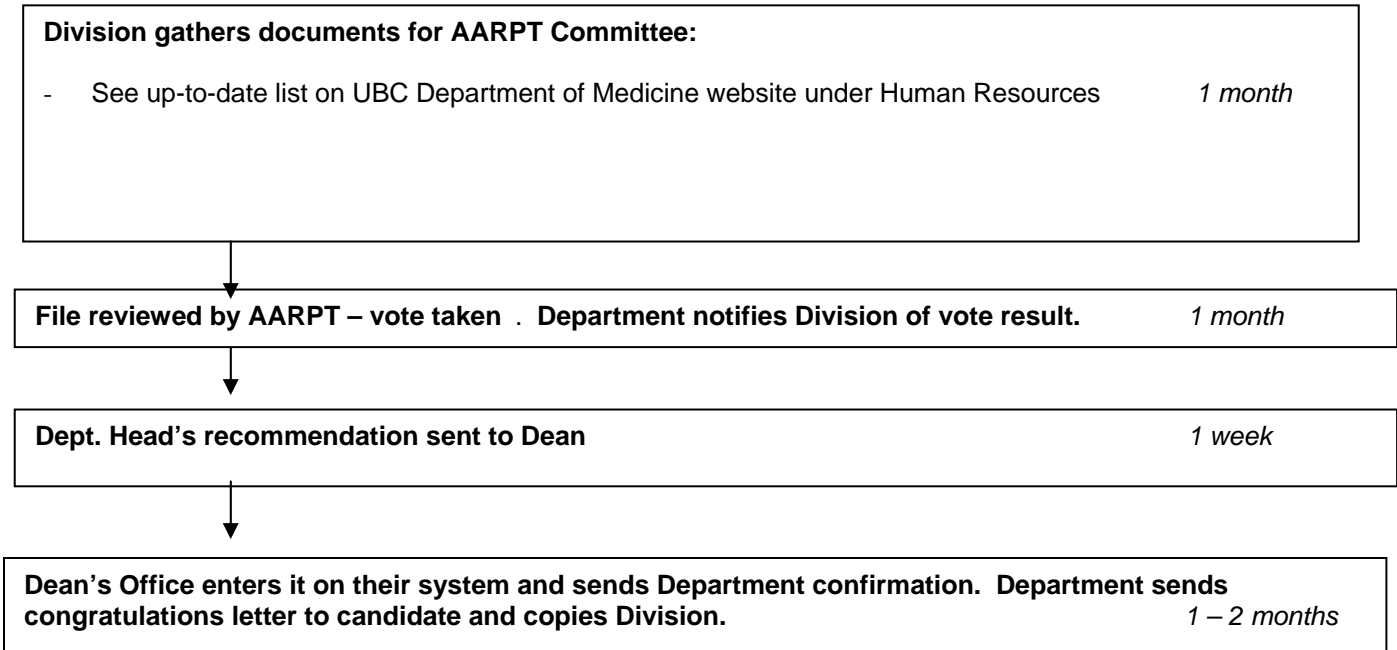 Division gathers documents for AARPT Committee:
- See up-to-date list on UBC Department of Medicine website under Human Resources 1 month
File reviewed by AARPT – vote taken . Department notifies Division of vote result. 1 month
Dept. Head's recommendation sent to Dean 1 week
Dean's Office enters it on their system and sends Department confirmation. Department sends
congratulations letter to candidate and copies Division. 1 – 2 months